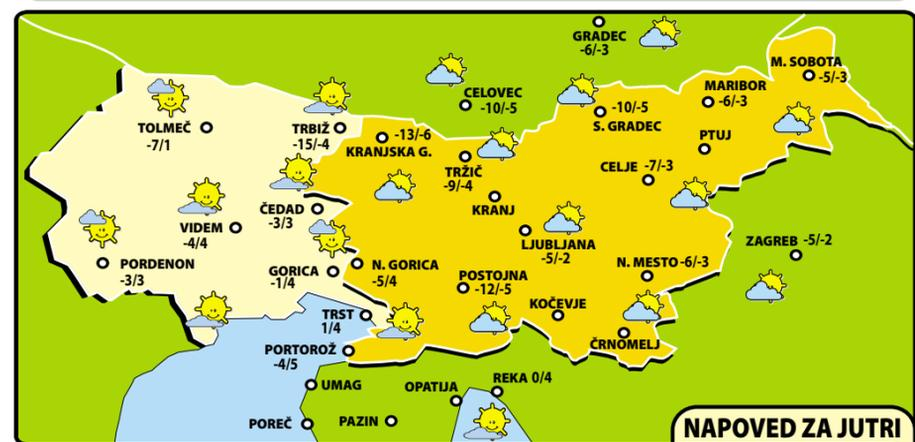 GRADEC
-6/-3
M. SOBOTA
-5/-3
CELOVEC
-10/-5
MARIBOR
-6/-3
-10/-5
S. GRADEC
TOLMEČ
-7/1
TRBIŽ
-15/-4
-13/-6
KRANJSKA G.
PTUJ
TRŽIČ
-9/-4
CELJE -7/-3
KRANJ
ČEDAD
-3/3
VIDEM
-4/4
LJUBLJANA
-5/-2
ZAGREB -5/-2
PORDENON
-3/3
GORICA
-1/4
N. GORICA
-5/4
POSTOJNA
-12/-5
N. MESTO -6/-3
KOČEVJE
TRST
1/4
ČRNOMELJ
PORTOROŽ
-4/5
UMAG
OPATIJA
REKA 0/4
POREČ
PAZIN
NAPOVED ZA JUTRI